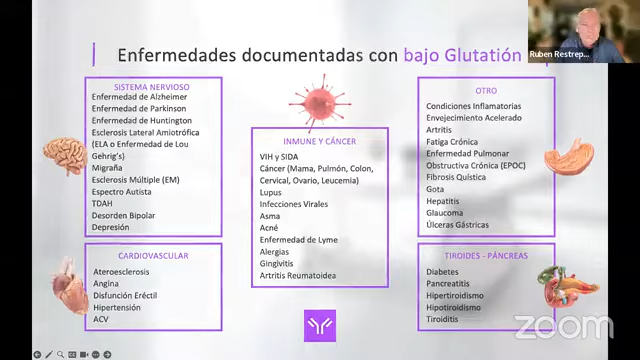 Enfermedades documentadas con bajo Glutatión
Ruben Restrep...
SISTEMA NERVIOSO
Enfermedad de Alzheimer
Enfermedad de Parkinson
Enfermedad de Huntington
Esclerosis Lateral Amiotrófica
(ELA o Enfermedad de Lou
Gehrig's)
Migraña
Esclerosis Múltiple (EM)
Espectro Autista
TDAH
Desorden Bipolar
Depresión
CARDIOVASCULAR
Ateroesclerosis
Angina
Disfunción Eréctil
Hipertensión
ACV
INMUNE Y CÁNCER
VIH y SIDA
Cáncer (Mama, Pulmón, Colon,
Cervical, Ovario, Leucemia)
Lupus
Infecciones Virales
Asma
Acné
Enfermedad de Lyme
Alergias
Gingivitis
Artritis Reumatoidea
OTRO
Condiciones Inflamatorias
Envejecimiento Acelerado
Artritis
Fatiga Crónica
Enfermedad Pulmonar
Obstructiva Crónica (EPOC)
Fibrosis Quística
Gota
Hepatitis
Glaucoma
Úlceras Gástricas
TIROIDES - PÁNCREAS
Diabetes
Pancreatitis
Hipertiroidismo
Hipotiroidismo
Tiroiditis
zoom